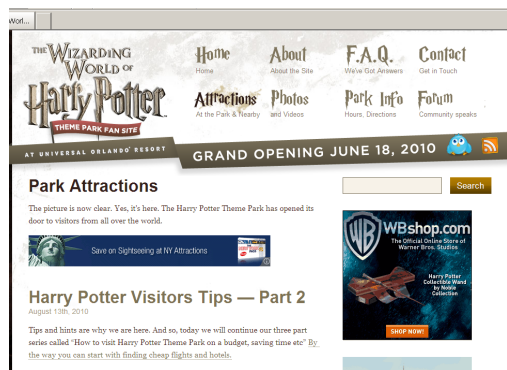 Worl...
THE WIZARDING
WORLD OF
Harry Potter
THEME PARK FAN SITE
AT UNIVERSAL ORLANDO RESORT
Home
Home
About
About the Site
F.A.Q.
We've Got Answers
Contact
Get in Touch
Attractions
At the Park & Nearby
Photos
and Videos
Park Info
Hours, Directions
Forum
Community speaks
GRAND OPENING JUNE 18, 2010
Park Attractions
The picture is now clear. Yes, it's here. The Harry Potter Theme Park has opened its
door to visitors from all over the world.
Save on Sightseeing at NY Attractions
Harry Potter Visitors Tips — Part 2
August 13th, 2010
Tips and hints are why we are here. And so, today we will continue our three part
series called "How to visit Harry Potter Theme Park on a budget, saving time etc" By
the way you can start with finding cheap flights and hotels.
Search
WB
WBshop.com
The Official Online Store of
Warner Bros. Studios
Harry Potter
Collectible Wand
by Noble
Collection
SHOP NOW!